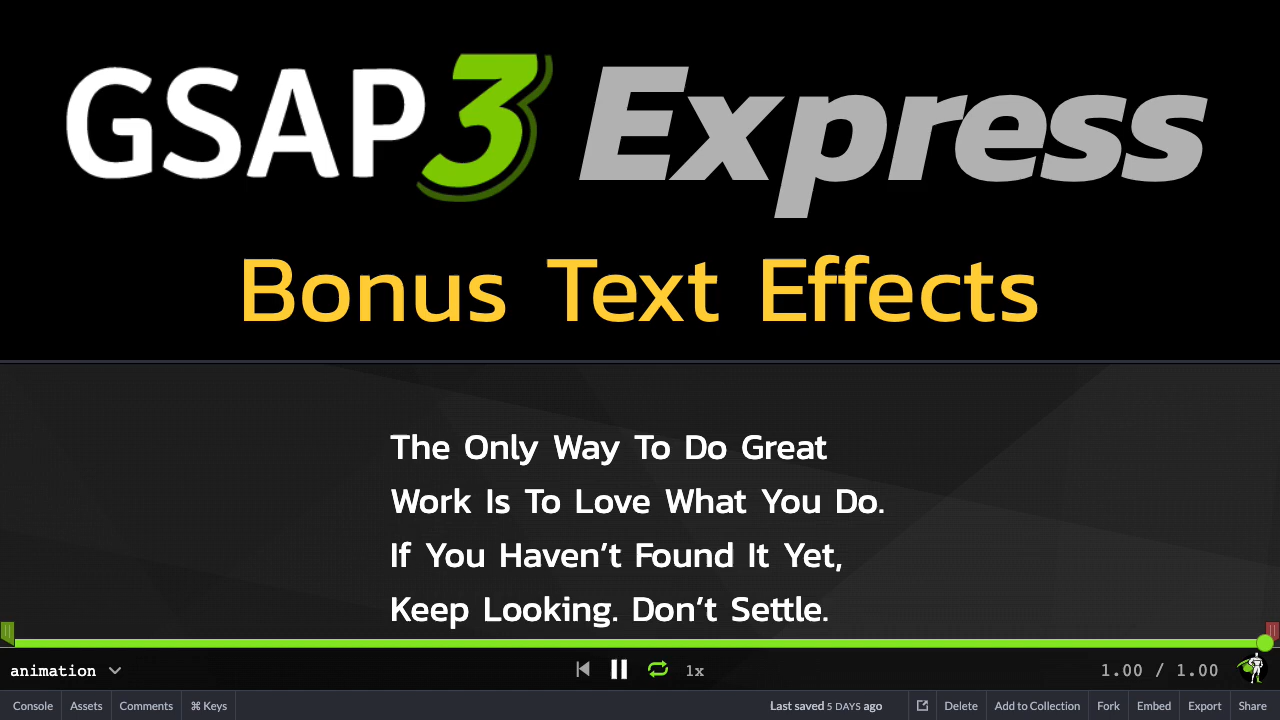 GSAP3 Express
Bonus Text Effects
The Only Way To Do Great
Work Is To Love What You Do.
If You Haven’t Found It Yet,
Keep Looking. Don’t Settle.
animation 1x 1.00 / 1.00
Console Assets Comments ⌘ Keys Last saved 5 DAYS ago Delete Add to Collection Fork Embed Export Share